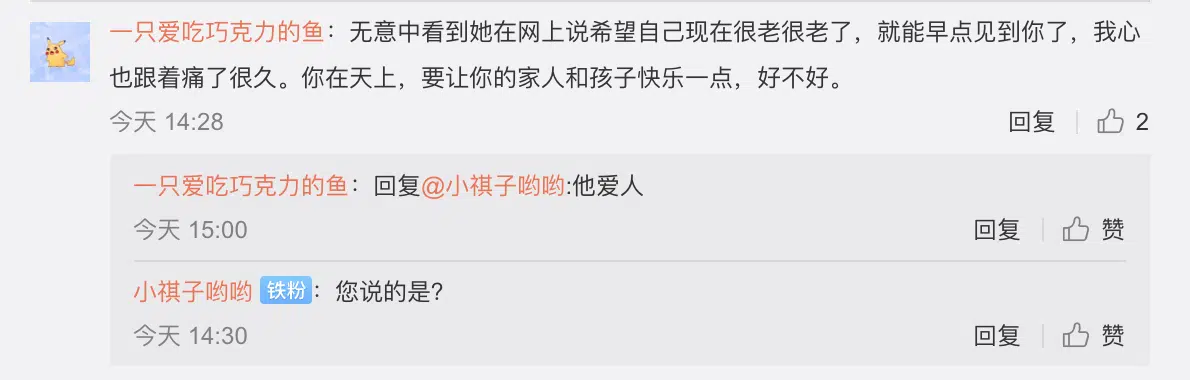 一只爱吃巧克力的鱼：无意中看到她在网上说希望自己现在很老很老了，就能早点见到你了，我心
也跟着痛了很久。你在天上，要让你的家人和孩子快乐一点，好不好。
今天 14:28 回复 2
一只爱吃巧克力的鱼：回复@小祺子哟哟:他爱人
今天 15:00 回复 赞
小祺子哟哟 铁粉：您说的是？
今天 14:30 回复 赞